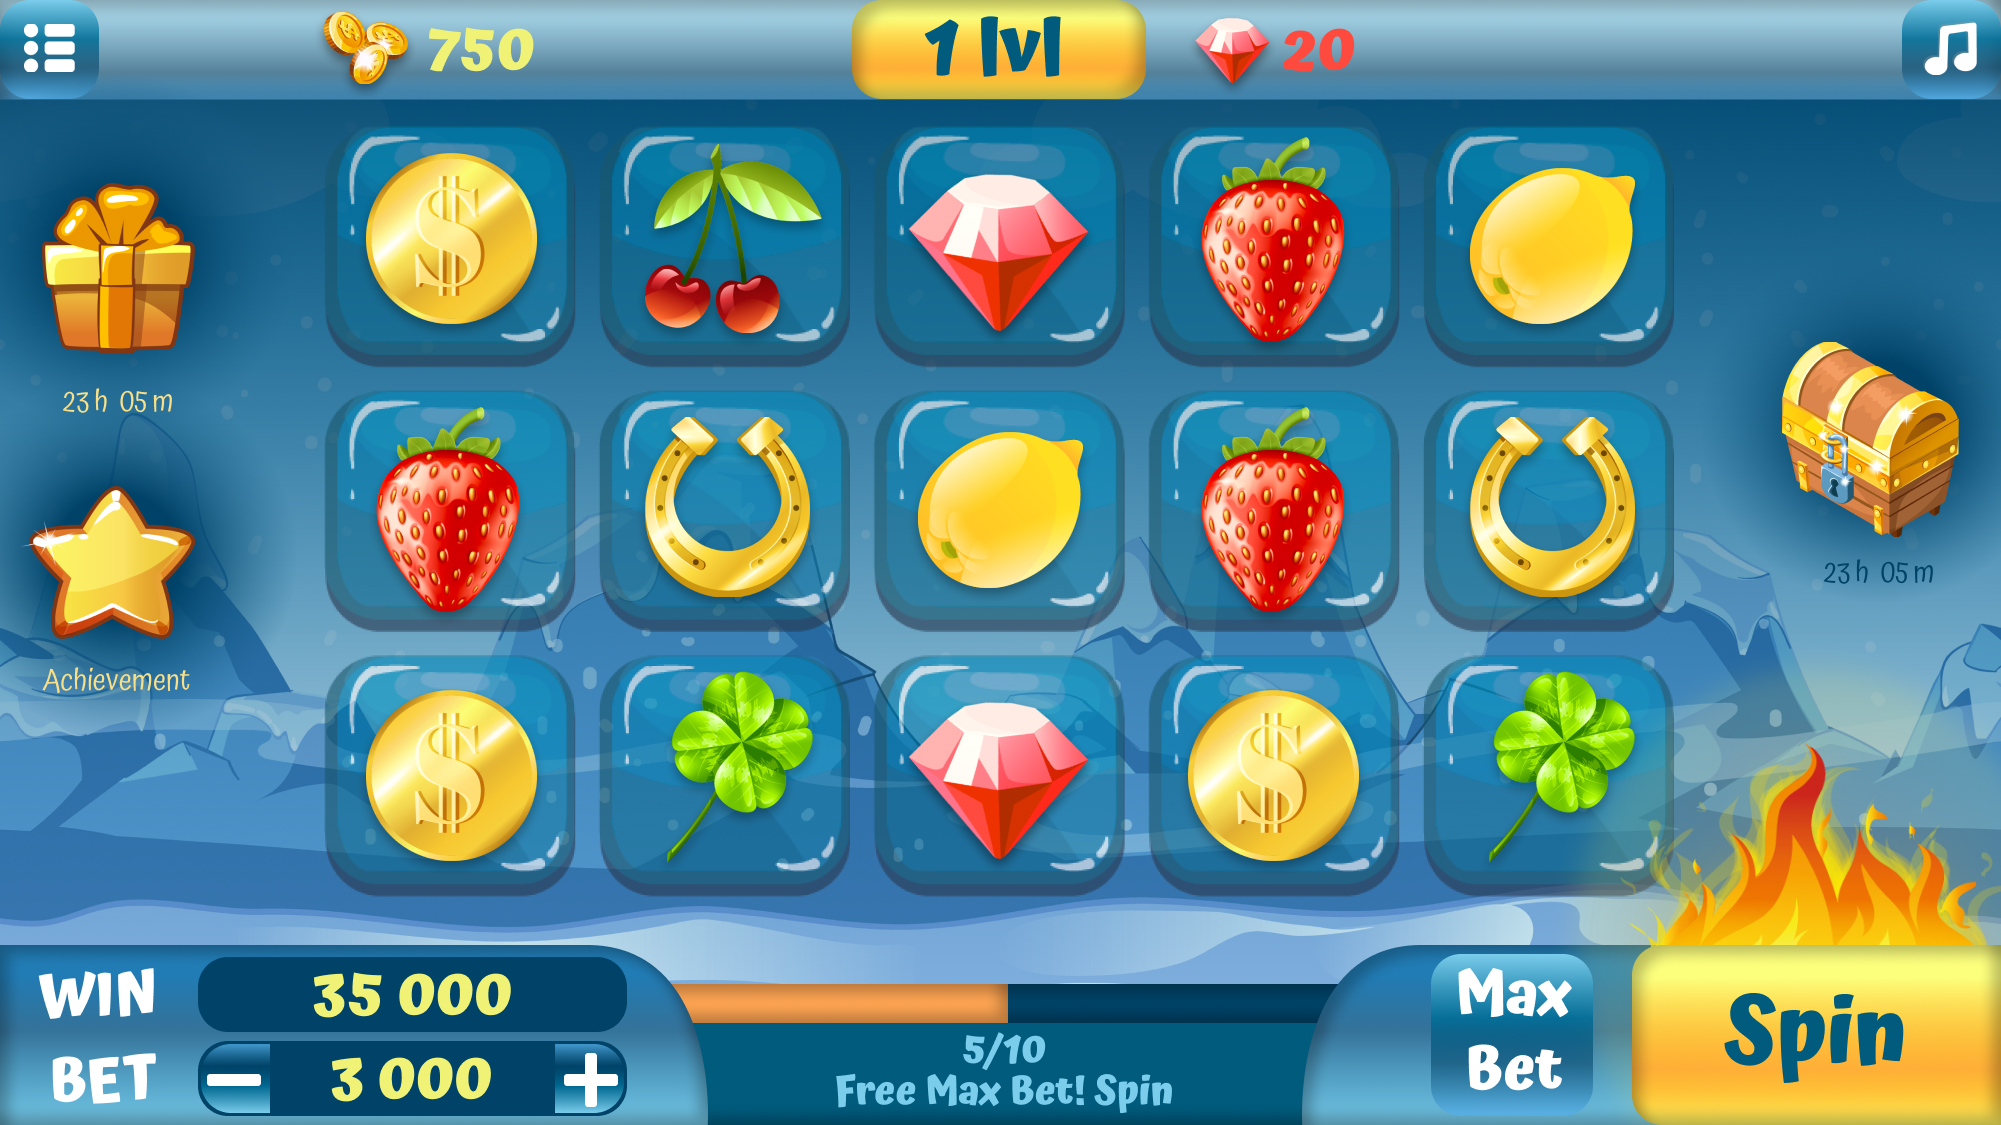 750
1 lvl
20
23 h 05 m
23 h 05 m
Achievement
WIN
35 000
BET
3 000
5/10
Free Max Bet! Spin
Max
Bet
Spin